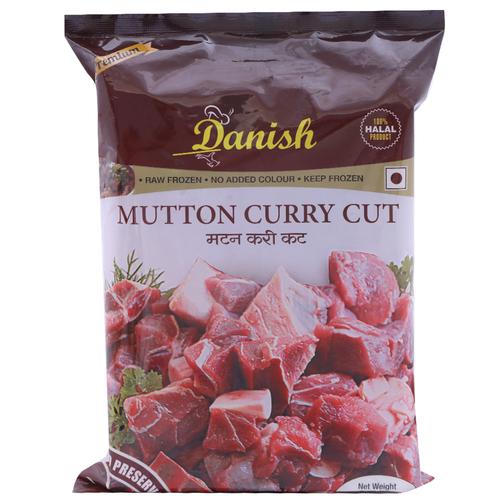 Premium
Danish
100%
HALAL
PRODUCT
• RAW FROZEN • NO ADDED COLOUR • KEEP FROZEN
MUTTON CURRY CUT
मटन करी कट
Net Weight